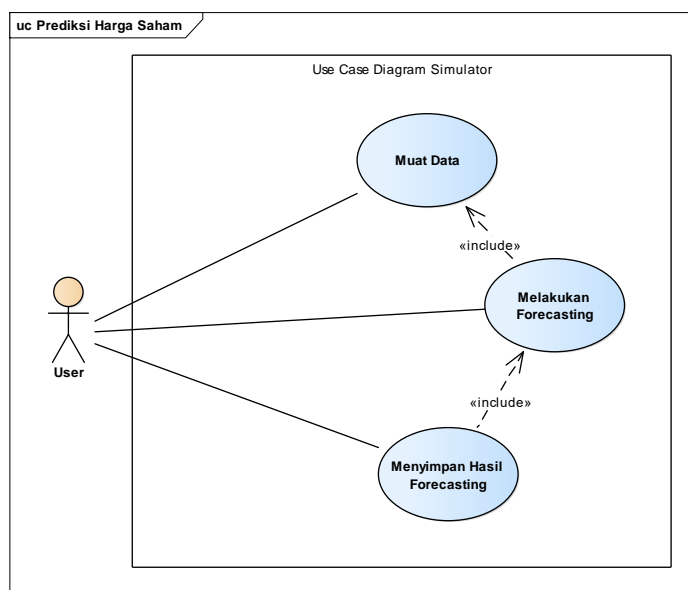 uc Prediksi Harga Saham
Use Case Diagram Simulator
Muat Data
«include»
Melakukan
Forecasting
User
«include»
Menyimpan Hasil
Forecasting